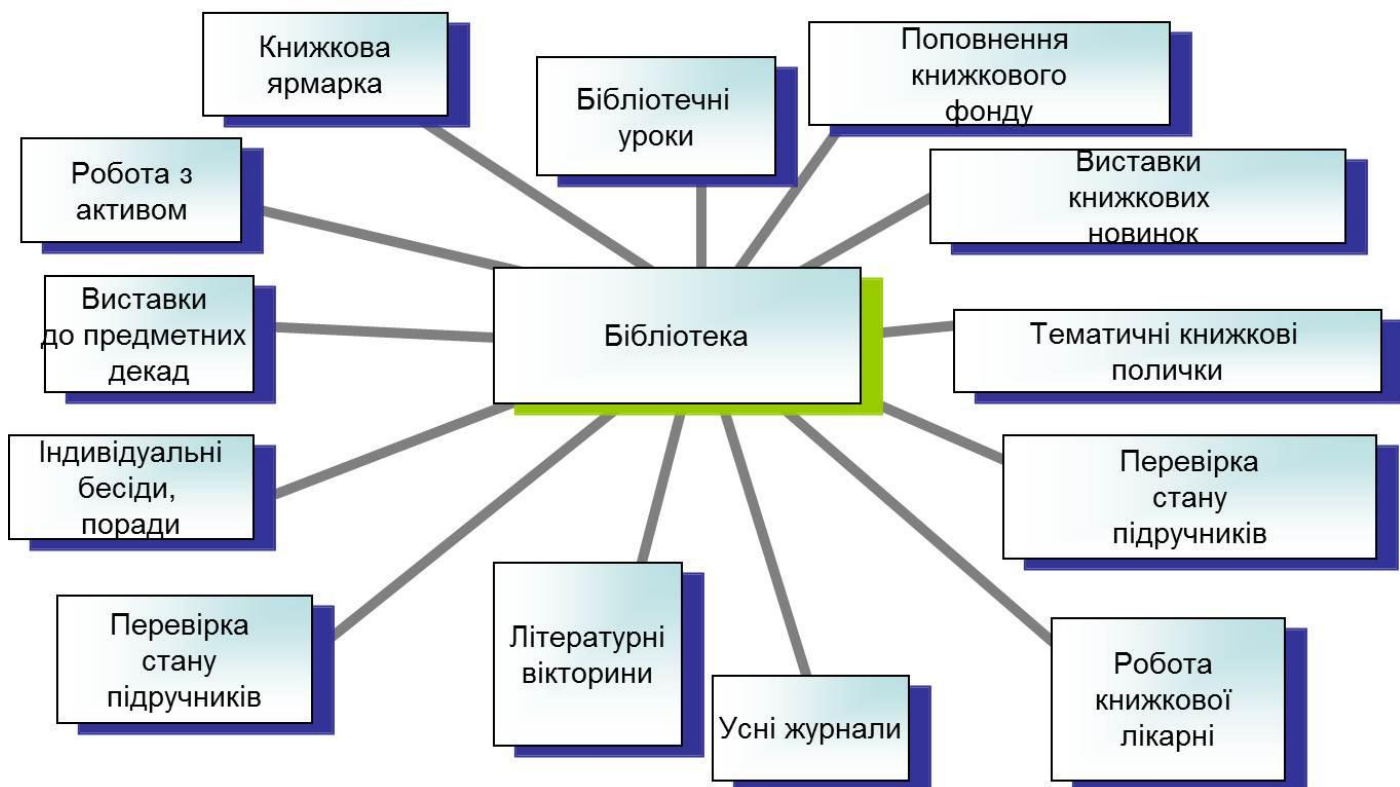 Книжкова
ярмарка
Бібліотечні
уроки
Поповнення
книжкового
фонду
Робота з
активом
Виставки
книжкових
новинок
Виставки
до предметних
декад
Бібліотека
Тематичні книжкові
полички
Індивідуальні
бесіди,
поради
Перевірка
стану
підручників
Перевірка
стану
підручників
Літературні
вікторини
Усні журнали
Робота
книжкової
лікарні